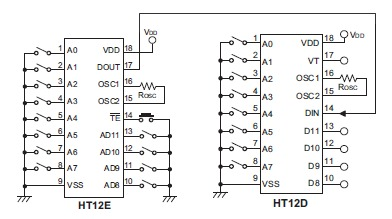 1 A0 VDD 18 VDD
2 A1 DOUT 17
3 A2 OSC1 16
4 A3 OSC2 15 ROSC
5 A4 TE 14
6 A5 AD11 13
7 A6 AD10 12
8 A7 AD9 11
9 VSS AD8 10
HT12E
1 A0 VDD 18 VDD
2 A1 VT 17
3 A2 OSC1 16
4 A3 OSC2 15 ROSC
5 A4 DIN 14
6 A5 D11 13
7 A6 D10 12
8 A7 D9 11
9 VSS D8 10
HT12D